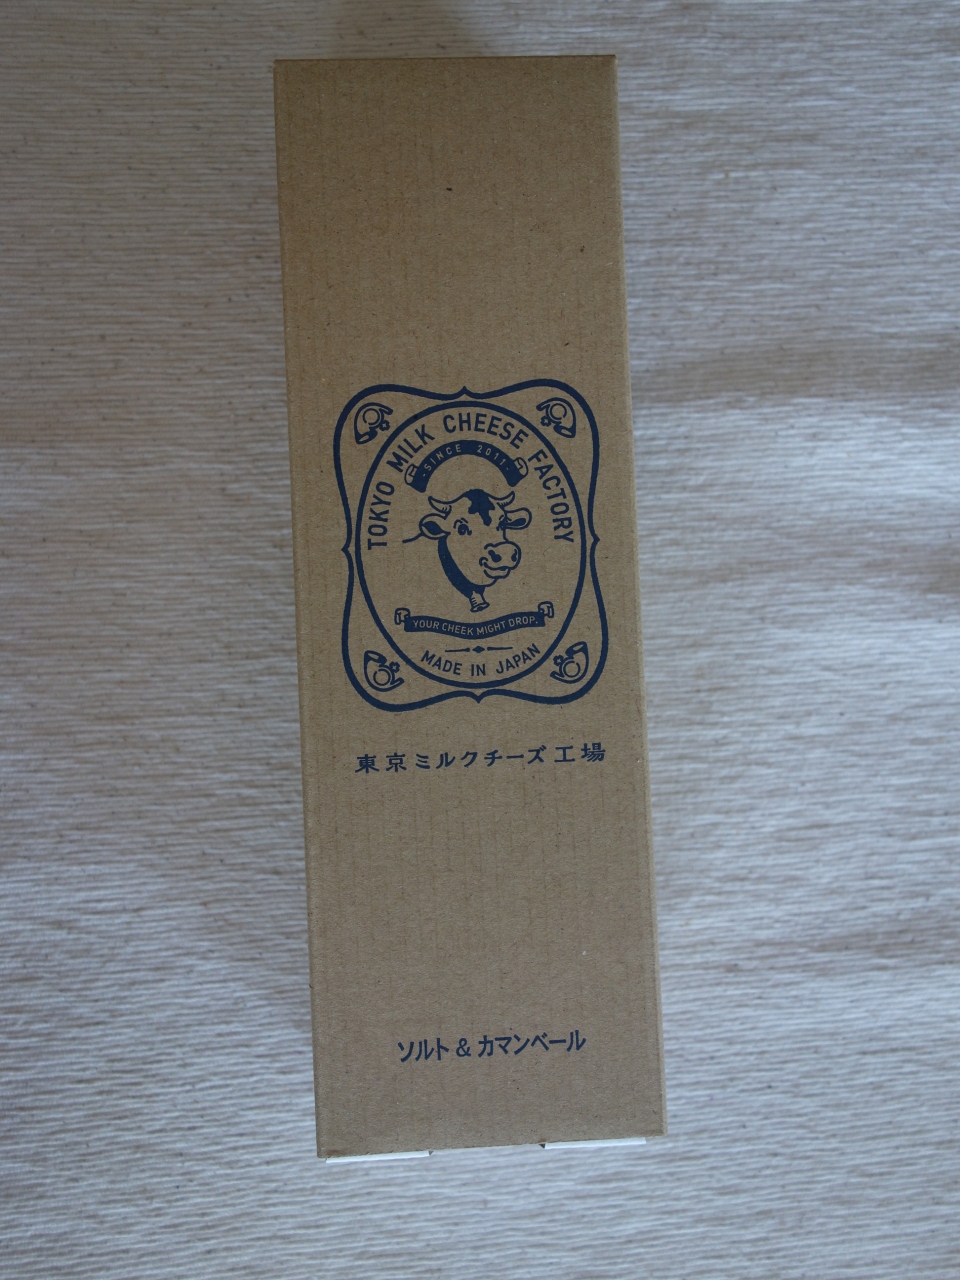 TOKYO MILK CHEESE FACTORY
-SINCE 2011-
YOUR CHEEK MIGHT DROP.
MADE IN JAPAN
東京ミルクチーズ工場
ソルト&カマンベール